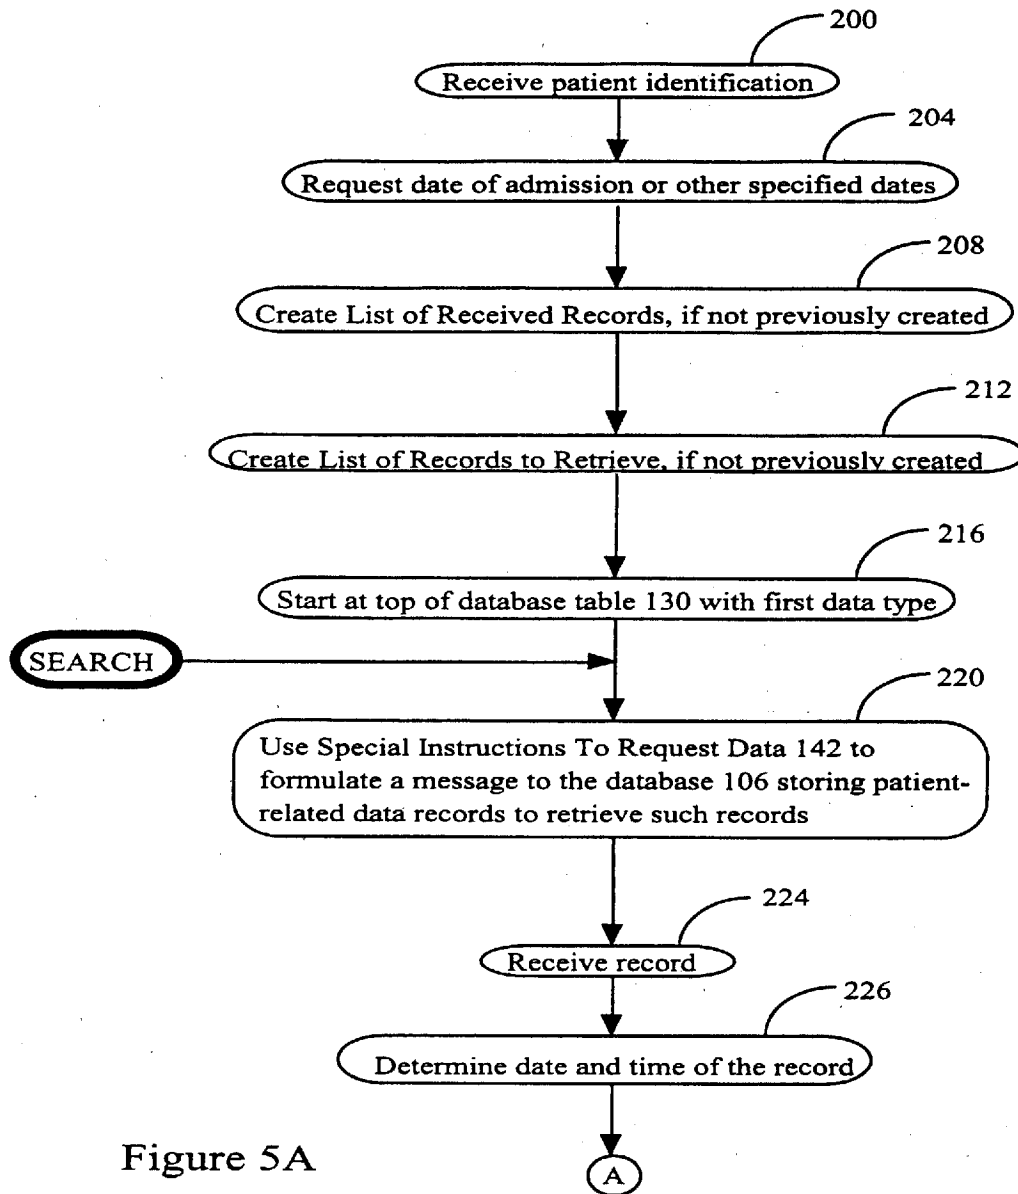 200
Receive patient identification
204
Request date of admission or other specified dates
208
Create List of Received Records, if not previously created
212
Create List of Records to Retrieve, if not previously created
216
Start at top of database table 130 with first data type
SEARCH
220
Use Special Instructions To Request Data 142 to
formulate a message to the database 106 storing patient-
related data records to retrieve such records
224
Receive record
226
Determine date and time of the record
Figure 5A
A